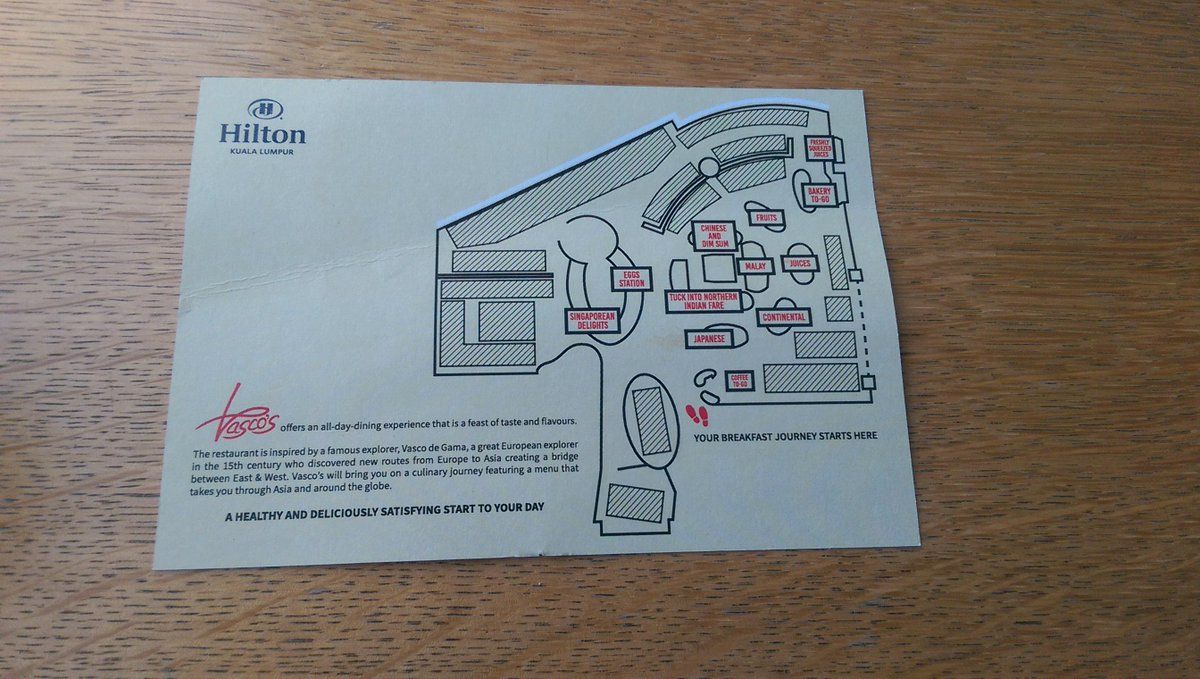 Hilton
KUALA LUMPUR
FRESHLY
SQUEEZED
JUICES
BAKERY
TO-GO
FRUITS
CHINESE
AND
DIM SUM
MALAY
JUICES
EGGS
STATION
TUCK INTO NORTHERN
INDIAN FARE
SINGAPOREAN
DELIGHTS
CONTINENTAL
JAPANESE
COFFEE
TO-GO
YOUR BREAKFAST JOURNEY STARTS HERE
Vasco's offers an all-day-dining experience that is a feast of taste and flavours.
The restaurant is inspired by a famous explorer, Vasco de Gama, a great European explorer
in the 15th century who discovered new routes from Europe to Asia creating a bridge
between East & West. Vasco's will bring you on a culinary journey featuring a menu that
takes you through Asia and around the globe.
A HEALTHY AND DELICIOUSLY SATISFYING START TO YOUR DAY